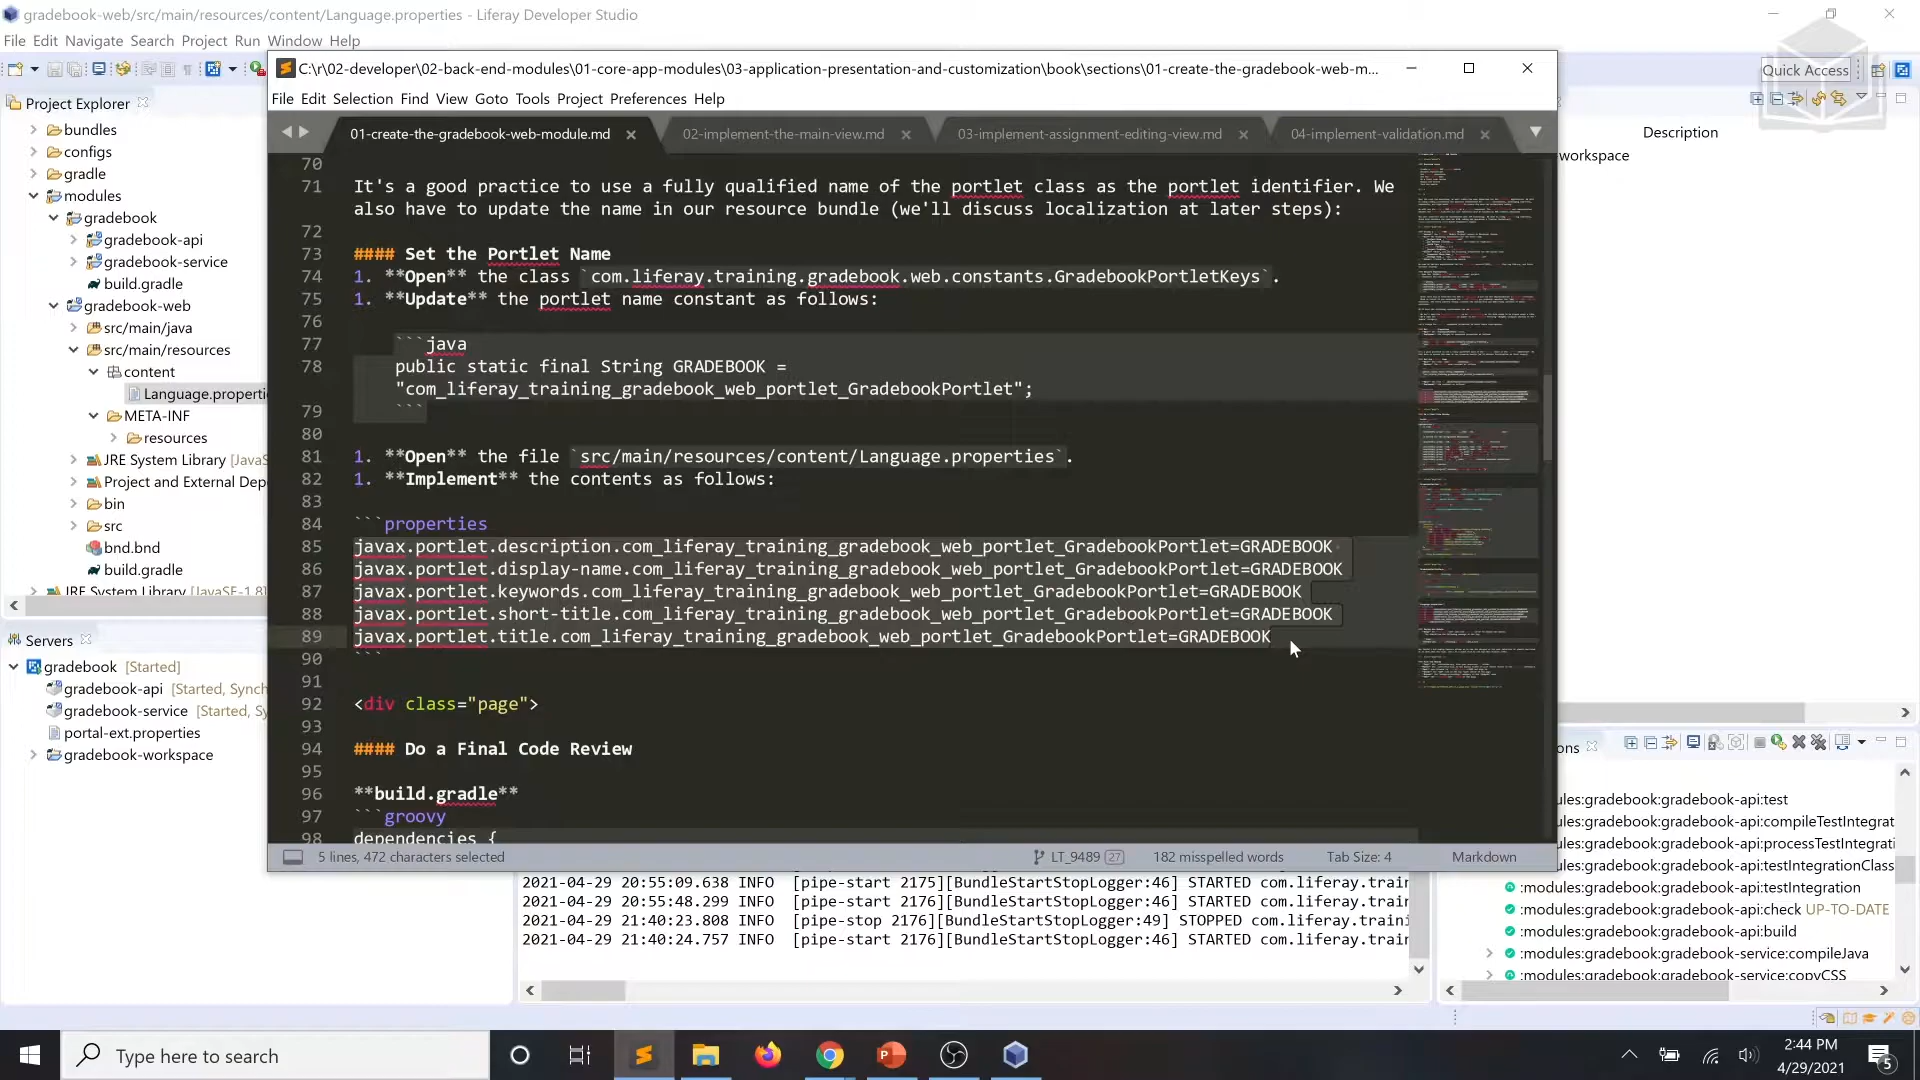 gradebook-web/src/main/resources/content/Language.properties - Liferay Developer Studio
File Edit Navigate Search Project Run Window Help
Quick Access
Project Explorer
bundles
configs
gradle
modules
gradebook
gradebook-api
gradebook-service
build.gradle
gradebook-web
src/main/java
src/main/resources
content
Language.properti
META-INF
resources
JRE System Library [JavaS
Project and External Dep
bin
src
bnd.bnd
build.gradle
JRE System Library [JavaSE-1.8]
Servers
gradebook [Started]
gradebook-api [Started, Synch
gradebook-service [Started, Sy
portal-ext.properties
gradebook-workspace
C:\r\02-developer\02-back-end-modules\01-core-app-modules\03-application-presentation-and-customization\book\sections\01-create-the-gradebook-web-m...
File Edit Selection Find View Goto Tools Project Preferences Help
01-create-the-gradebook-web-module.md
02-implement-the-main-view.md
03-implement-assignment-editing-view.md
04-implement-validation.md
70
71 It's a good practice to use a fully qualified name of the portlet class as the portlet identifier. We
also have to update the name in our resource bundle (we'll discuss localization at later steps):
72
73 #### Set the Portlet Name
74 1. **Open** the class `com.liferay.training.gradebook.web.constants.GradebookPortletKeys`.
75 1. **Update** the portlet name constant as follows:
76
77 ```java
78 public static final String GRADEBOOK =
"com_liferay_training_gradebook_web_portlet_GradebookPortlet";
79 ```
80
81 1. **Open** the file `src/main/resources/content/Language.properties`.
82 1. **Implement** the contents as follows:
83
84 ```properties
85 javax.portlet.description.com_liferay_training_gradebook_web_portlet_GradebookPortlet=GRADEBOOK
86 javax.portlet.display-name.com_liferay_training_gradebook_web_portlet_GradebookPortlet=GRADEBOOK
87 javax.portlet.keywords.com_liferay_training_gradebook_web_portlet_GradebookPortlet=GRADEBOOK
88 javax.portlet.short-title.com_liferay_training_gradebook_web_portlet_GradebookPortlet=GRADEBOOK
89 javax.portlet.title.com_liferay_training_gradebook_web_portlet_GradebookPortlet=GRADEBOOK
90 ```
91
92 <div class="page">
93
94 #### Do a Final Code Review
95
96 **build.gradle**
97 ```groovy
98 dependencies {
5 lines, 472 characters selected
LT_9489 27
182 misspelled words
Tab Size: 4
Markdown
Description
workspace
2021-04-29 20:55:09.638 INFO [pipe-start 2175][BundleStartStopLogger:46] STARTED com.liferay.train
2021-04-29 20:55:48.299 INFO [pipe-start 2176][BundleStartStopLogger:46] STARTED com.liferay.train
2021-04-29 21:40:23.808 INFO [pipe-stop 2176][BundleStartStopLogger:49] STOPPED com.liferay.traini
2021-04-29 21:40:24.757 INFO [pipe-start 2176][BundleStartStopLogger:46] STARTED com.liferay.train
ons
ules:gradebook:gradebook-api:test
ules:gradebook:gradebook-api:compileTestIntegrat
ules:gradebook:gradebook-api:processTestIntegrati
ules:gradebook:gradebook-api:testIntegrationClass
:modules:gradebook:gradebook-api:testIntegration
:modules:gradebook:gradebook-api:check UP-TO-DATE
:modules:gradebook:gradebook-api:build
:modules:gradebook:gradebook-service:compileJava
:modules:gradebook:gradebook-service:copyCSS
Type here to search
2:44 PM
4/29/2021
5